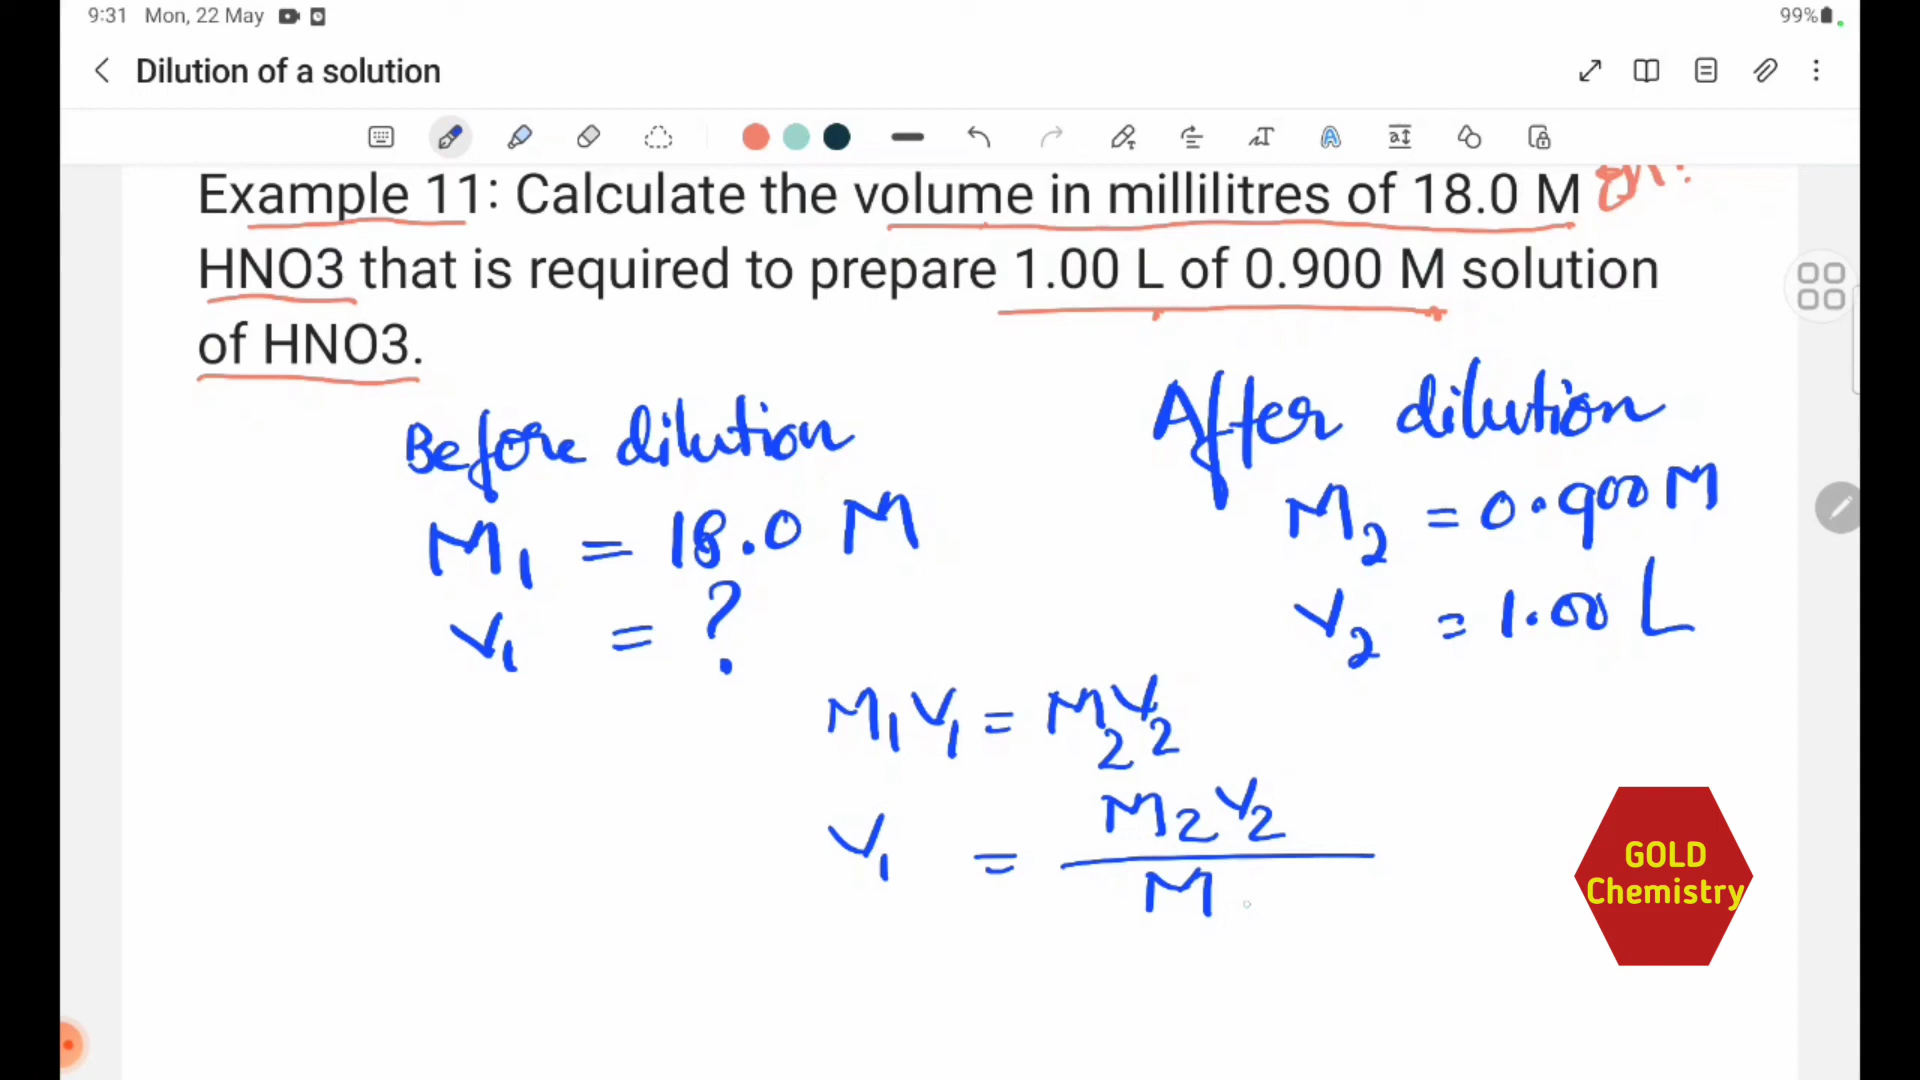 9:31 Mon, 22 May
99%
Dilution of a solution
Example 11: Calculate the volume in millilitres of 18.0 M
HNO3 that is required to prepare 1.00 L of 0.900 M solution
of HNO3.
Before dilution
After dilution
M1 = 18.0 M
M2 = 0.900 M
V1 = ?
V2 = 1.00 L
M1V1 = M2V2
V1 = M2V2
M
GOLD
Chemistry